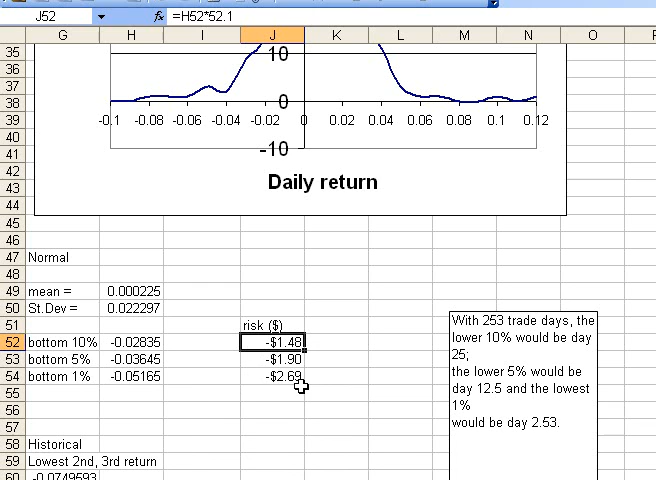 J52 fx =H52*52.1
G H I J K L M N O
35 10
36
37
38 0
39 -0.1 -0.08 -0.06 -0.04 -0.02 0 0.02 0.04 0.06 0.08 0.1 0.12
40
41 -10
42
43 Daily return
44
45
46
47 Normal
48
49 mean = 0.000225
50 St.Dev = 0.022297
51 risk ($)
52 bottom 10% -0.02835 -$1.48
53 bottom 5% -0.03645 -$1.90
54 bottom 1% -0.05165 -$2.69
55
56
57
58 Historical
59 Lowest 2nd, 3rd return
60 -0.0749593
With 253 trade days, the
lower 10% would be day
25;
the lower 5% would be
day 12.5 and the lowest
1%
would be day 2.53.